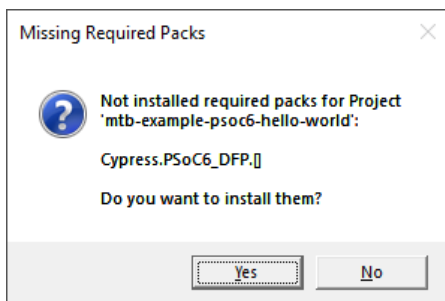 Missing Required Packs
Not installed required packs for Project
'mtb-example-psoc6-hello-world':
Cypress.PSoC6_DFP.[]
Do you want to install them?
Yes
No